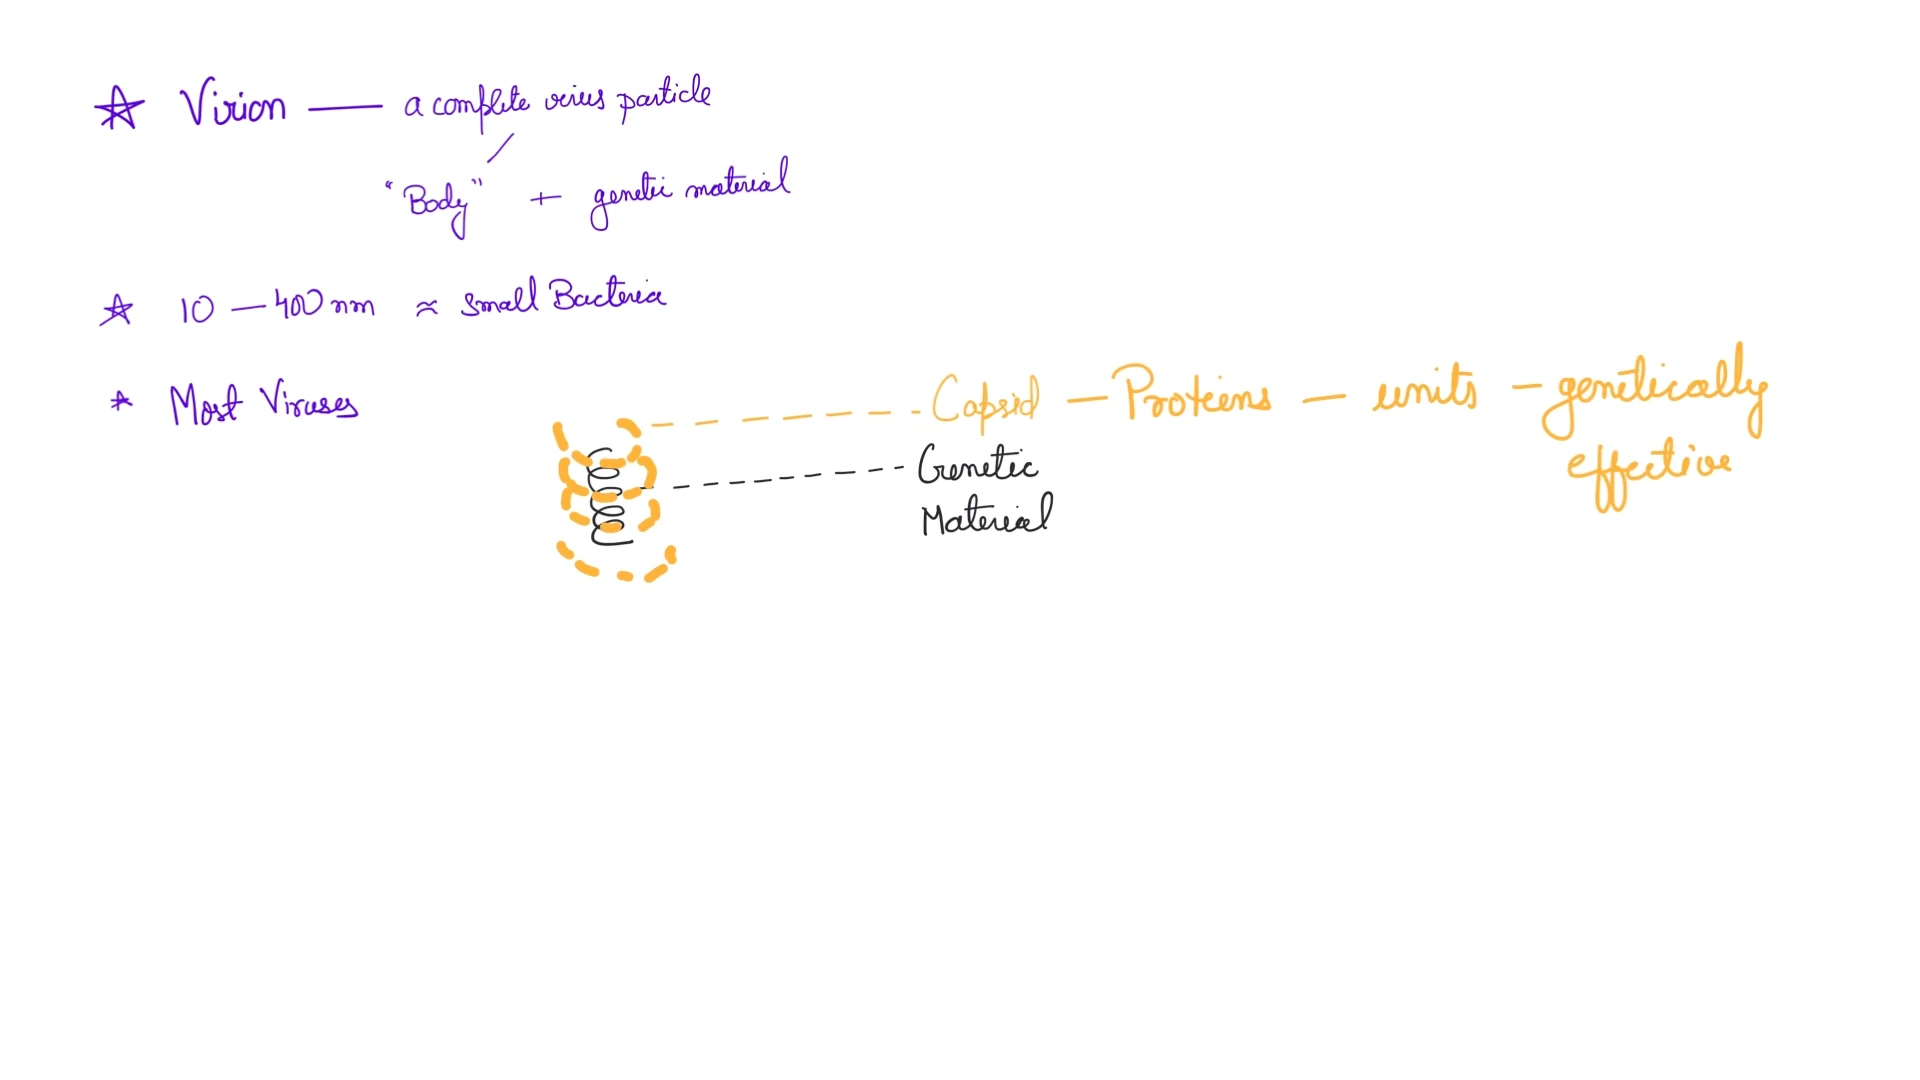 ☆ Virion — a complete virus particle
"Body" + genetic material
☆ 10 — 400 nm ≈ Small Bacteria
* Most Viruses
Capsid — Proteins — units — genetically
effective
Genetic
Material